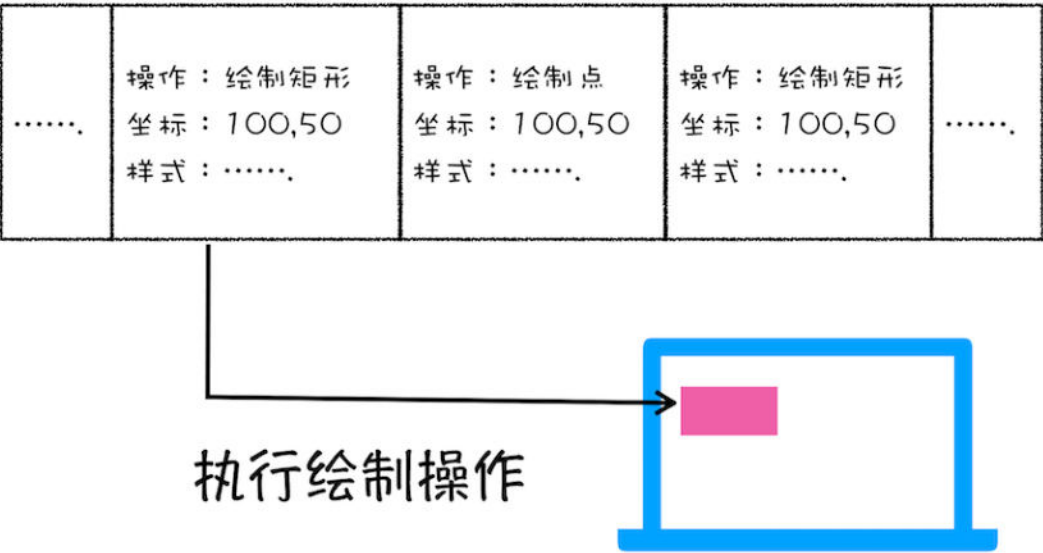 …….
操作：绘制矩形
坐标：100,50
样式：…….
操作：绘制点
坐标：100,50
样式：…….
操作：绘制矩形
坐标：100,50
样式：…….
…….
执行绘制操作